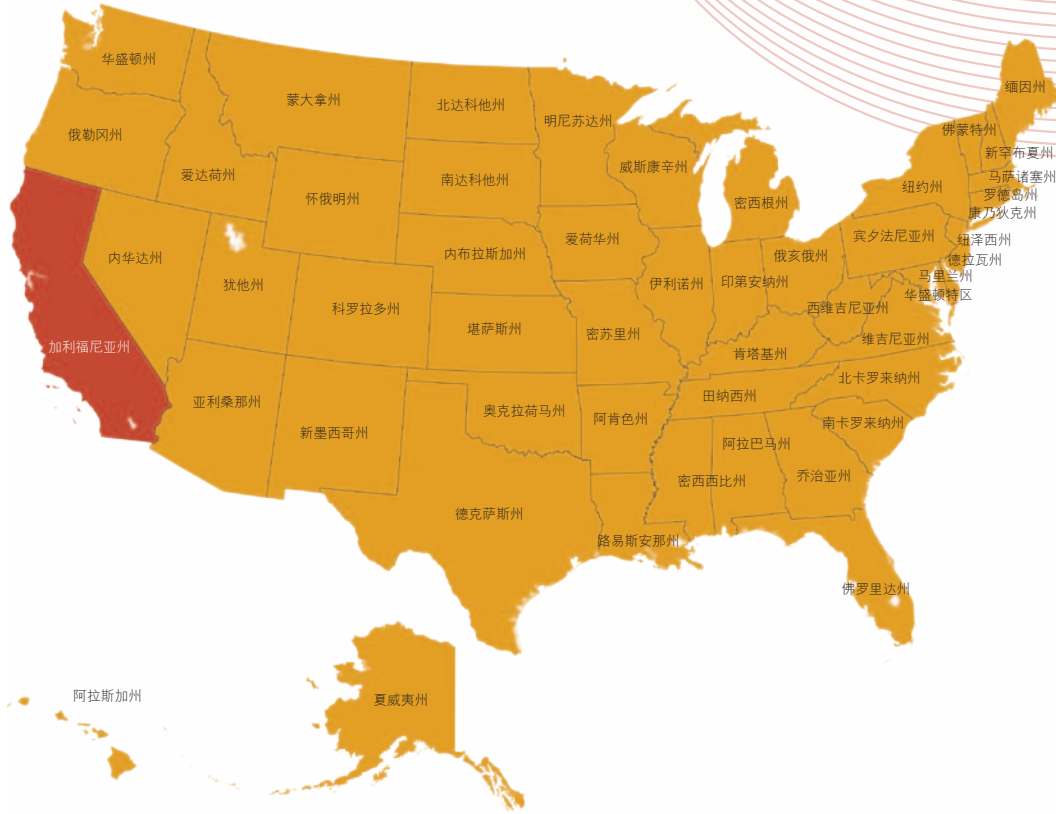 华盛顿州
缅因州
蒙大拿州
北达科他州
明尼苏达州
俄勒冈州
佛蒙特州
新罕布夏州
爱达荷州
南达科他州
威斯康辛州
马萨诸塞州
怀俄明州
密西根州
纽约州
罗德岛州
康乃狄克州
爱荷华州
宾夕法尼亚州
纽泽西州
内华达州
内布拉斯加州
俄亥俄州
德拉瓦州
犹他州
伊利诺州
印第安纳州
马里兰州
华盛顿特区
科罗拉多州
西维吉尼亚州
堪萨斯州
密苏里州
维吉尼亚州
加利福尼亚州
肯塔基州
北卡罗来纳州
亚利桑那州
田纳西州
奥克拉荷马州
阿肯色州
南卡罗来纳州
新墨西哥州
阿拉巴马州
密西西比州
乔治亚州
德克萨斯州
路易斯安那州
佛罗里达州
阿拉斯加州
夏威夷州